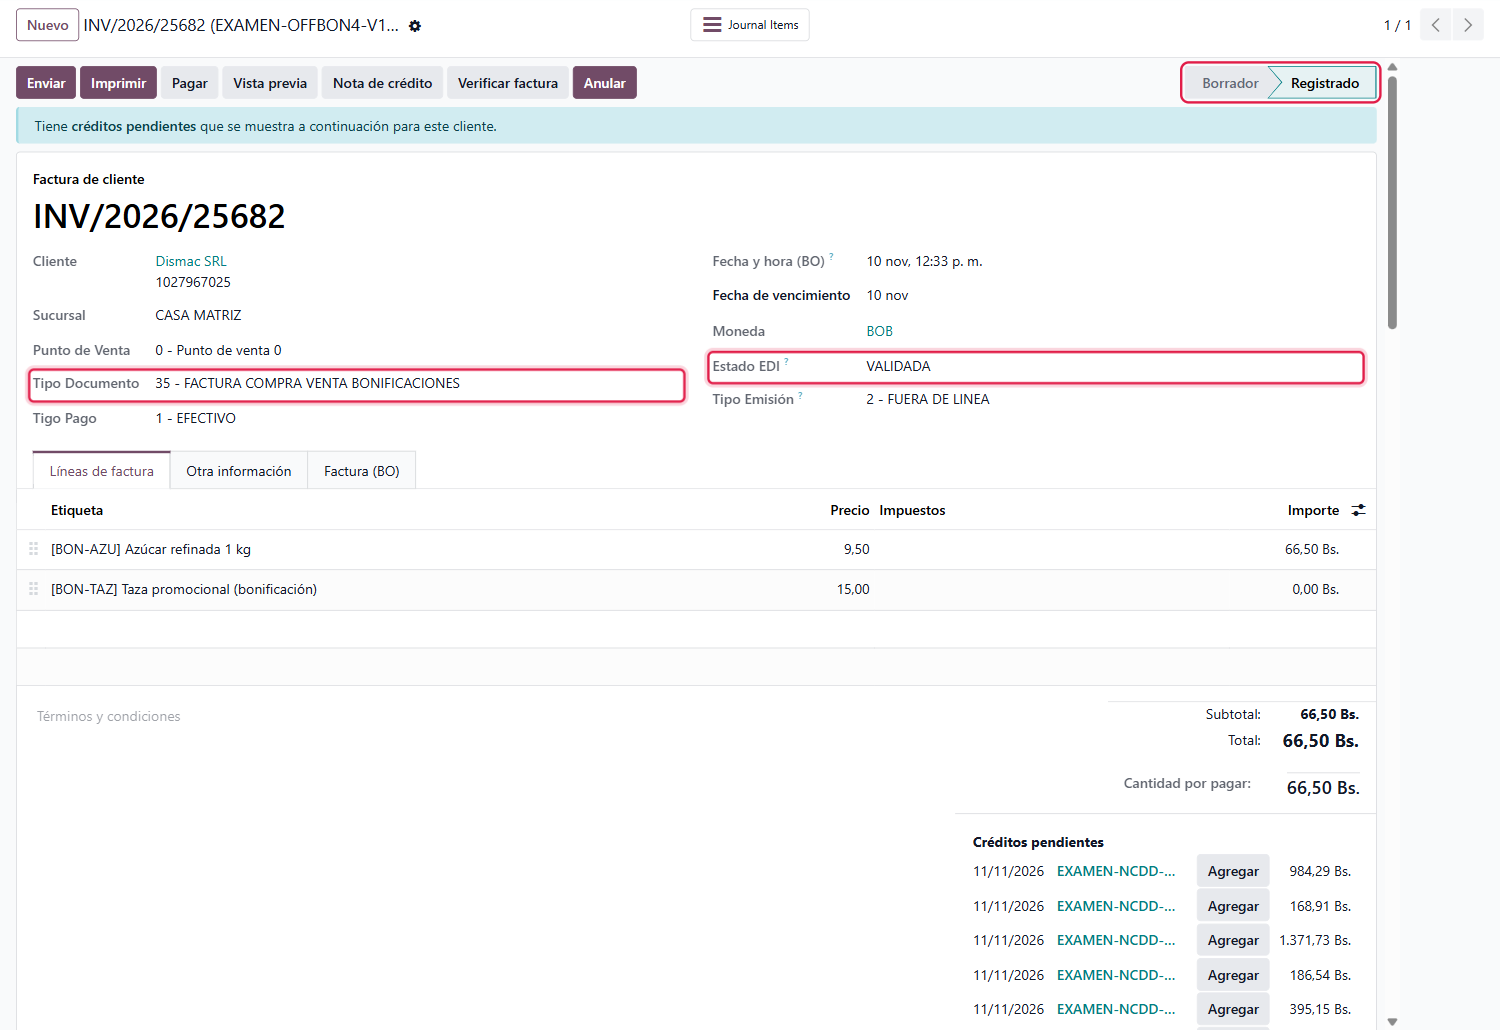 Nuevo INV/2026/25682 (EXAMEN-OFFBON4-V1...
Journal Items
1 / 1
Enviar Imprimir Pagar Vista previa Nota de crédito Verificar factura Anular
Borrador Registrado
Tiene créditos pendientes que se muestra a continuación para este cliente.
Factura de cliente
INV/2026/25682
Cliente Dismac SRL
1027967025
Sucursal CASA MATRIZ
Punto de Venta 0 - Punto de venta 0
Tipo Documento 35 - FACTURA COMPRA VENTA BONIFICACIONES
Tigo Pago 1 - EFECTIVO
Fecha y hora (BO) ? 10 nov, 12:33 p. m.
Fecha de vencimiento 10 nov
Moneda BOB
Estado EDI ? VALIDADA
Tipo Emisión ? 2 - FUERA DE LINEA
Líneas de factura Otra información Factura (BO)
Etiqueta Precio Impuestos Importe
[BON-AZU] Azúcar refinada 1 kg 9,50 66,50 Bs.
[BON-TAZ] Taza promocional (bonificación) 15,00 0,00 Bs.
Términos y condiciones
Subtotal: 66,50 Bs.
Total: 66,50 Bs.
Cantidad por pagar: 66,50 Bs.
Créditos pendientes
11/11/2026 EXAMEN-NCDD-... Agregar 984,29 Bs.
11/11/2026 EXAMEN-NCDD-... Agregar 168,91 Bs.
11/11/2026 EXAMEN-NCDD-... Agregar 1.371,73 Bs.
11/11/2026 EXAMEN-NCDD-... Agregar 186,54 Bs.
11/11/2026 EXAMEN-NCDD-... Agregar 395,15 Bs.